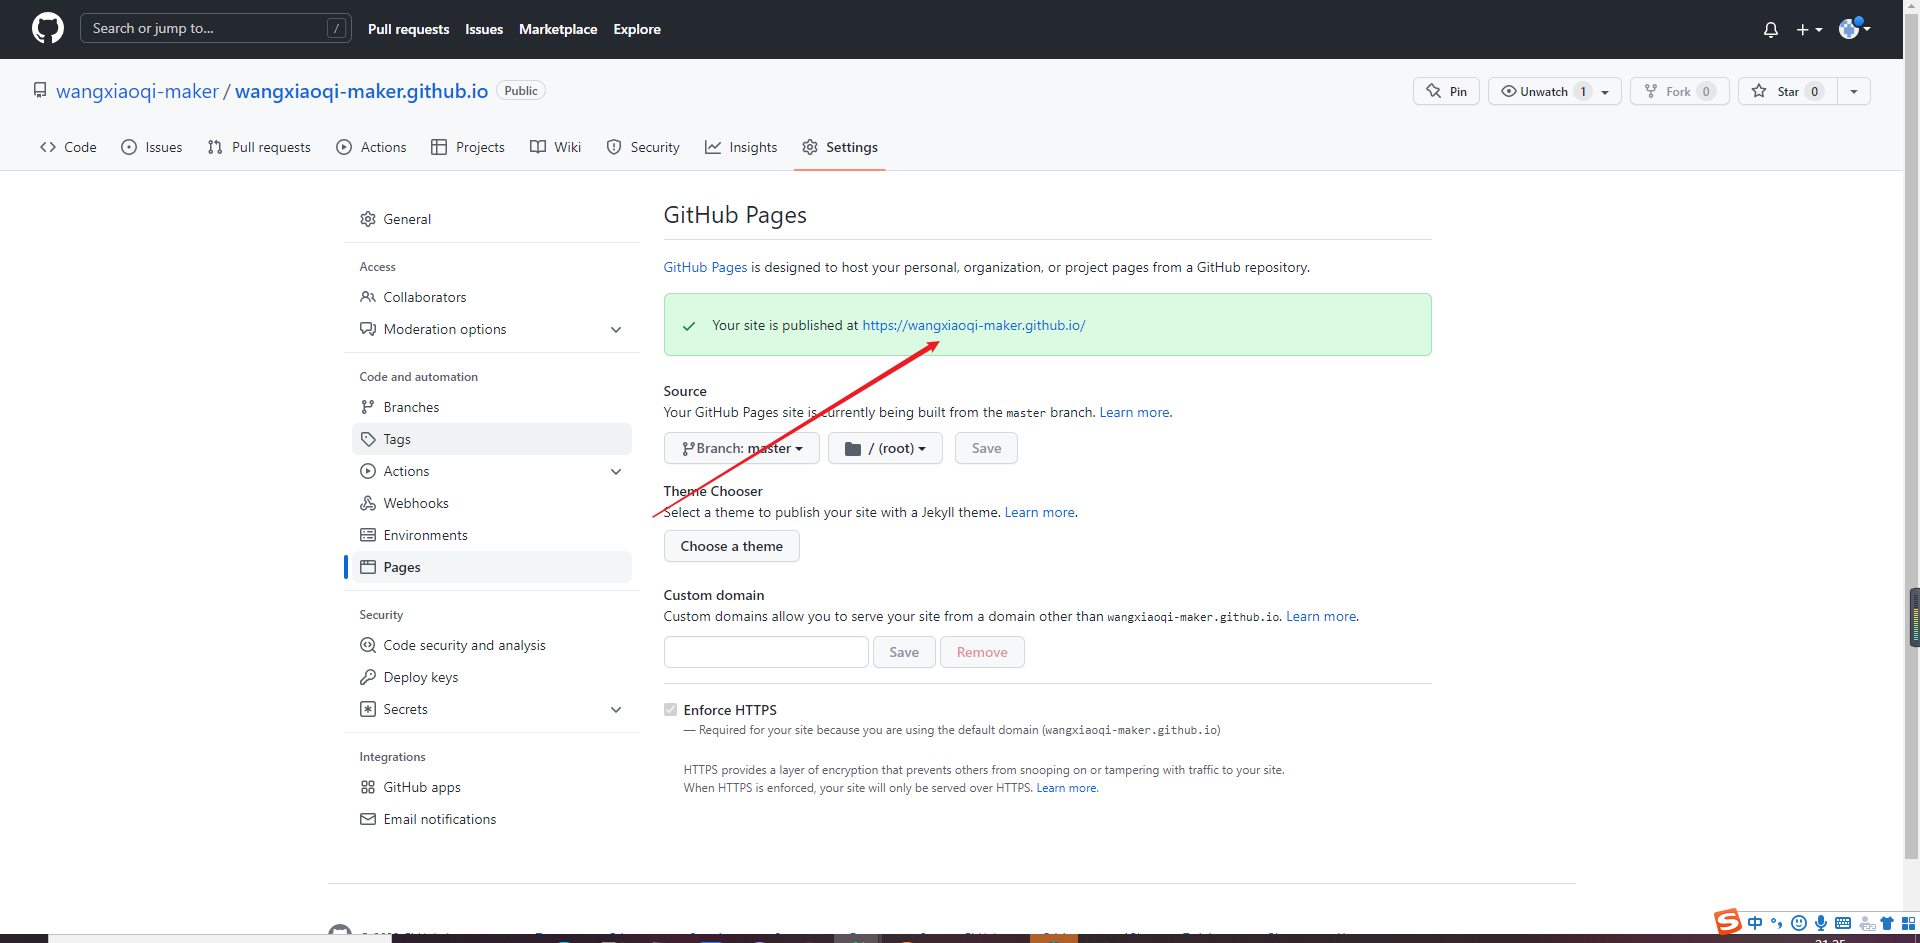 Search or jump to... /
Pull requests Issues Marketplace Explore
wangxiaoqi-maker / wangxiaoqi-maker.github.io Public
Pin Unwatch 1 Fork 0 Star 0
Code Issues Pull requests Actions Projects Wiki Security Insights Settings
General
Access
Collaborators
Moderation options
Code and automation
Branches
Tags
Actions
Webhooks
Environments
Pages
Security
Code security and analysis
Deploy keys
Secrets
Integrations
GitHub apps
Email notifications
GitHub Pages
GitHub Pages is designed to host your personal, organization, or project pages from a GitHub repository.
Your site is published at https://wangxiaoqi-maker.github.io/
Source
Your GitHub Pages site is currently being built from the master branch. Learn more.
Branch: master / (root) Save
Theme Chooser
Select a theme to publish your site with a Jekyll theme. Learn more.
Choose a theme
Custom domain
Custom domains allow you to serve your site from a domain other than wangxiaoqi-maker.github.io. Learn more.
Save Remove
Enforce HTTPS
— Required for your site because you are using the default domain (wangxiaoqi-maker.github.io)
HTTPS provides a layer of encryption that prevents others from snooping on or tampering with traffic to your site.
When HTTPS is enforced, your site will only be served over HTTPS. Learn more.
S 中